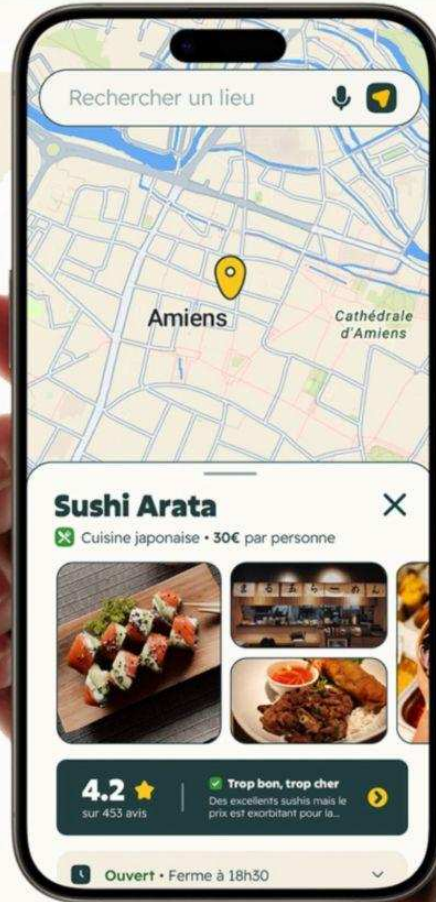 Rechercher un lieu
Amiens
Cathédrale
d'Amiens
Sushi Arata
Cuisine japonaise • 30€ par personne
4.2
sur 453 avis
Trop bon, trop cher
Des excellents sushis mais le
prix est exorbitant pour la...
Ouvert • Ferme à 18h30